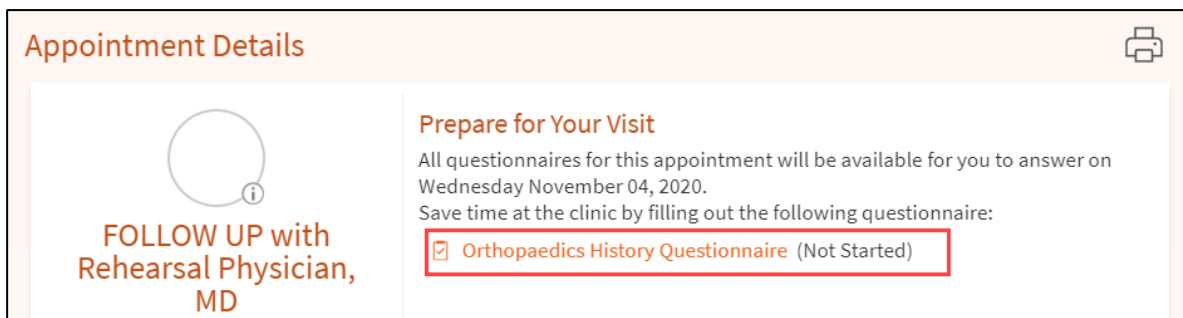 Appointment Details
FOLLOW UP with
Rehearsal Physician,
MD
Prepare for Your Visit
All questionnaires for this appointment will be available for you to answer on
Wednesday November 04, 2020.
Save time at the clinic by filling out the following questionnaire:
Orthopaedics History Questionnaire (Not Started)